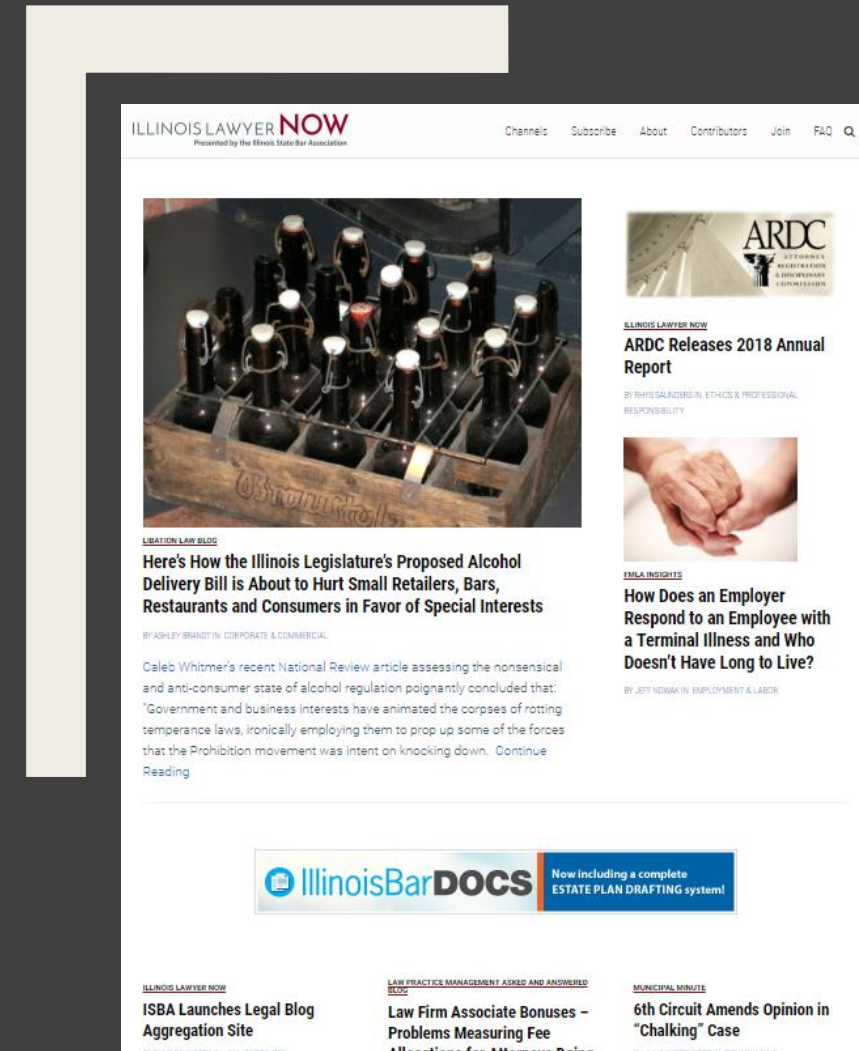 ILLINOIS LAWYER NOW
Presented by the Illinois State Bar Association
Channels Subscribe About Contributors Join FAQ
LIBATION LAW BLOG
Here's How the Illinois Legislature's Proposed Alcohol
Delivery Bill is About to Hurt Small Retailers, Bars,
Restaurants and Consumers in Favor of Special Interests
BY ASHLEY BRANDT IN CORPORATE & COMMERCIAL
Caleb Whitmer's recent National Review article assessing the nonsensical
and anti-consumer state of alcohol regulation poignantly concluded that:
"Government and business interests have animated the corpses of rotting
temperance laws, ironically employing them to prop up some of the forces
that the Prohibition movement was intent on knocking down. Continue
Reading
ARDC
ATTORNEY
REGISTRATION
& DISCIPLINARY
COMMISSION
ILLINOIS LAWYER NOW
ARDC Releases 2018 Annual
Report
BY RHYS SAUNDERS IN ETHICS & PROFESSIONAL
RESPONSIBILITY
FMLA INSIGHTS
How Does an Employer
Respond to an Employee with
a Terminal Illness and Who
Doesn't Have Long to Live?
BY JEFF NOWAK IN EMPLOYMENT & LABOR
IllinoisBarDOCS
Now including a complete
ESTATE PLAN DRAFTING system!
ILLINOIS LAWYER NOW
ISBA Launches Legal Blog
Aggregation Site
LAW PRACTICE MANAGEMENT ASKED AND ANSWERED
BLOG
Law Firm Associate Bonuses –
Problems Measuring Fee
Allocations for Attorneys Doing
MUNICIPAL MINUTE
6th Circuit Amends Opinion in
"Chalking" Case